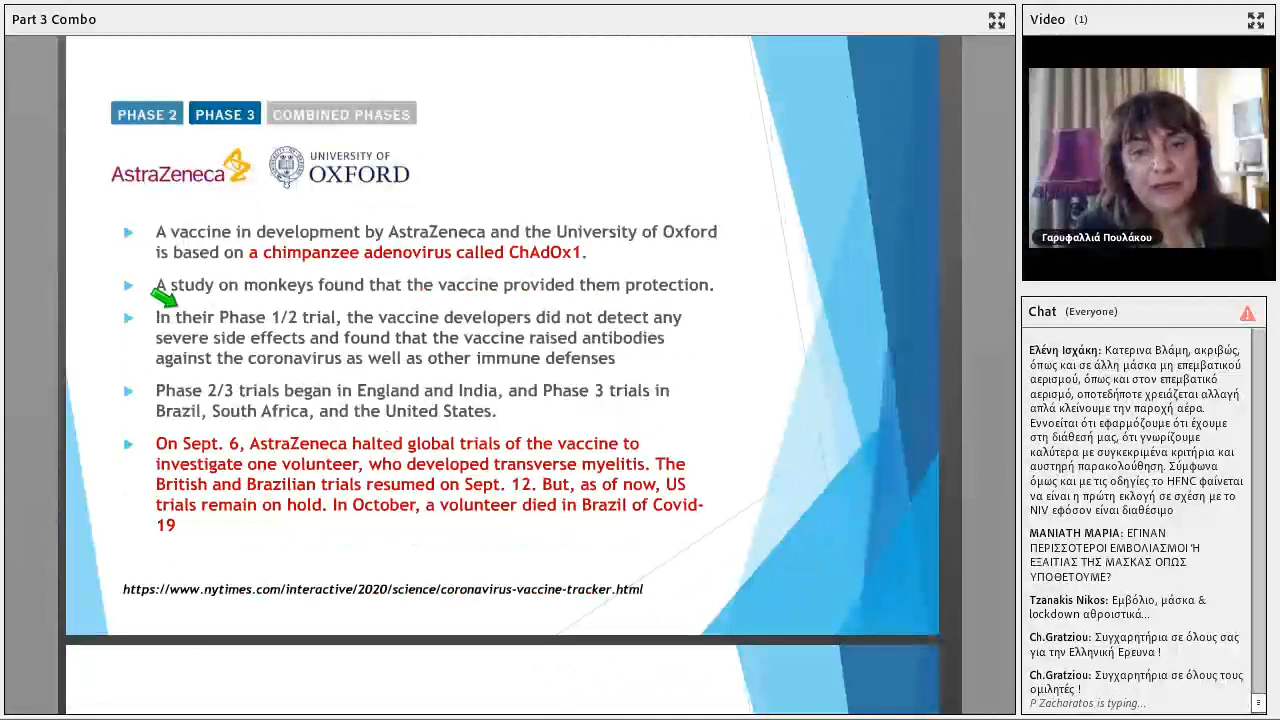 Part 3 Combo
PHASE 2 PHASE 3 COMBINED PHASES
AstraZeneca
UNIVERSITY OF
OXFORD
A vaccine in development by AstraZeneca and the University of Oxford
is based on a chimpanzee adenovirus called ChAdOx1.
A study on monkeys found that the vaccine provided them protection.
In their Phase 1/2 trial, the vaccine developers did not detect any
severe side effects and found that the vaccine raised antibodies
against the coronavirus as well as other immune defenses
Phase 2/3 trials began in England and India, and Phase 3 trials in
Brazil, South Africa, and the United States.
On Sept. 6, AstraZeneca halted global trials of the vaccine to
investigate one volunteer, who developed transverse myelitis. The
British and Brazilian trials resumed on Sept. 12. But, as of now, US
trials remain on hold. In October, a volunteer died in Brazil of Covid-
19
https://www.nytimes.com/interactive/2020/science/coronavirus-vaccine-tracker.html
Video (1)
Γαρυφαλλιά Πουλάκου
Chat (Everyone)
Ελένη Ισχάκη: Κατερινα Βλάμη, ακριβώς,
όπως και σε άλλη μάσκα μη επεμβατικού
αερισμού, όπως και στον επεμβατικό
αερισμό, οποτεδήποτε χρειάζεται αλλαγή
απλά κλείνουμε την παροχή αέρα.
Εννοείται ότι εφαρμόζουμε ότι έχουμε
στη διάθεσή μας, ότι γνωρίζουμε
καλύτερα με συγκεκριμένα κριτήρια και
αυστηρή παρακολούθηση. Σύμφωνα
όμως και με τις οδηγίες το HFNC φαίνεται
να είναι η πρώτη εκλογή σε σχέση με το
NIV εφόσον είναι διαθέσιμο
ΜΑΝΙΑΤΗ ΜΑΡΙΑ: ΕΓΙΝΑΝ
ΠΕΡΙΣΣΟΤΕΡΟΙ ΕΜΒΟΛΙΑΣΜΟΙ Ή
ΕΞΑΙΤΙΑΣ ΤΗΣ ΜΑΣΚΑΣ ΟΠΩΣ
ΥΠΟΘΕΤΟΥΜΕ?
Tzanakis Nikos: Εμβόλιο, μάσκα &
lockdown αθροιστικά...
Ch.Gratziou: Συγχαρητήρια σε όλους σας
για την Ελληνική Ερευνα !
Ch.Gratziou: Συγχαρητήρια σε όλους τους
ομιλητές !
P Zacharatos is typing...